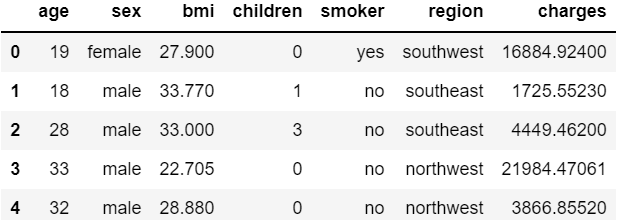 age sex bmi children smoker region charges
0 19 female 27.900 0 yes southwest 16884.92400
1 18 male 33.770 1 no southeast 1725.55230
2 28 male 33.000 3 no southeast 4449.46200
3 33 male 22.705 0 no northwest 21984.47061
4 32 male 28.880 0 no northwest 3866.85520